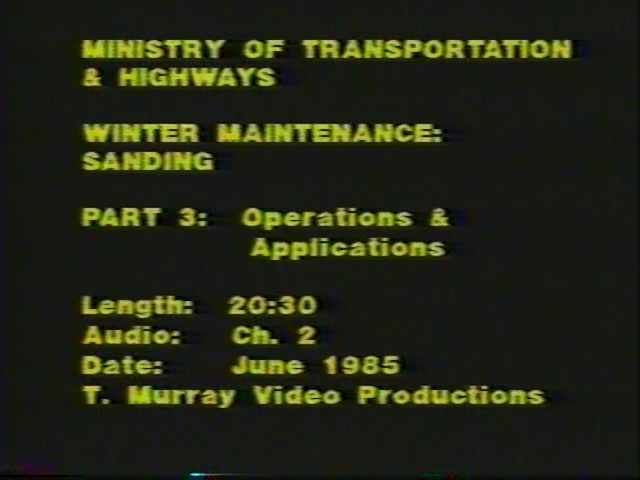 MINISTRY OF TRANSPORTATION
& HIGHWAYS
WINTER MAINTENANCE:
SANDING
PART 3: Operations &
Applications
Length: 20:30
Audio: Ch. 2
Date: June 1985
T. Murray Video Productions